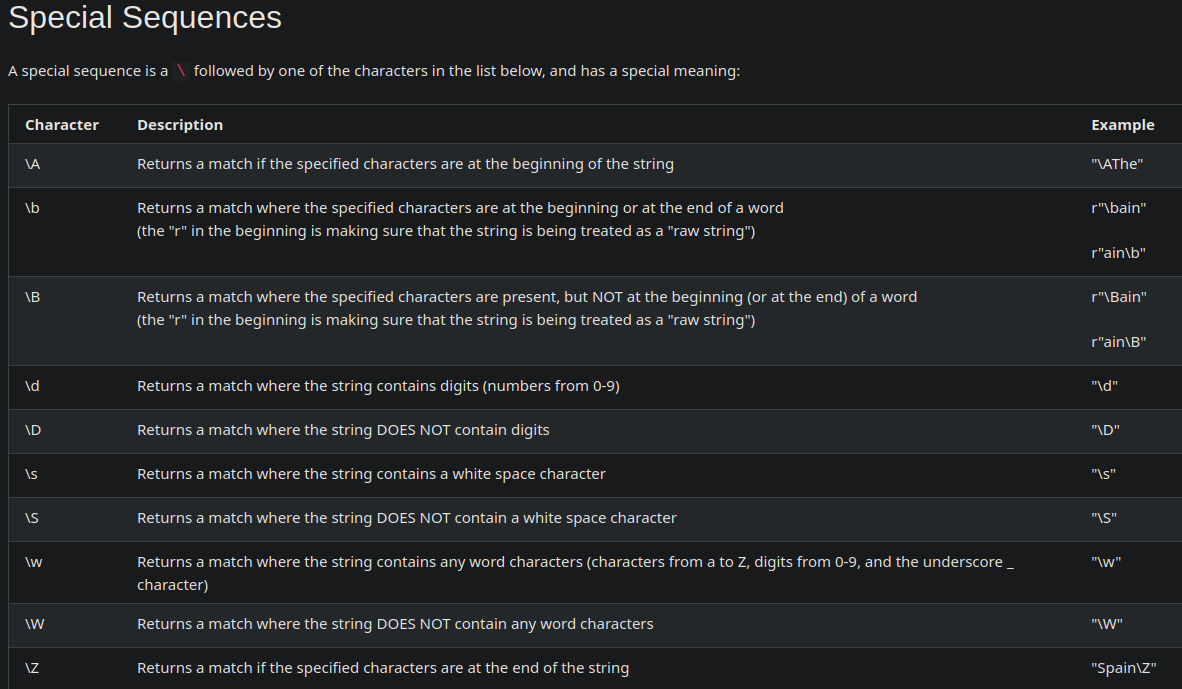 Special Sequences
A special sequence is a \ followed by one of the characters in the list below, and has a special meaning:
Character Description Example
\A Returns a match if the specified characters are at the beginning of the string "\AThe"
\b Returns a match where the specified characters are at the beginning or at the end of a word r"\bain"
(the "r" in the beginning is making sure that the string is being treated as a "raw string")
r"ain\b"
\B Returns a match where the specified characters are present, but NOT at the beginning (or at the end) of a word r"\Bain"
(the "r" in the beginning is making sure that the string is being treated as a "raw string")
r"ain\B"
\d Returns a match where the string contains digits (numbers from 0-9) "\d"
\D Returns a match where the string DOES NOT contain digits "\D"
\s Returns a match where the string contains a white space character "\s"
\S Returns a match where the string DOES NOT contain a white space character "\S"
\w Returns a match where the string contains any word characters (characters from a to Z, digits from 0-9, and the underscore _ "\w"
character)
\W Returns a match where the string DOES NOT contain any word characters "\W"
\Z Returns a match if the specified characters are at the end of the string "Spain\Z"